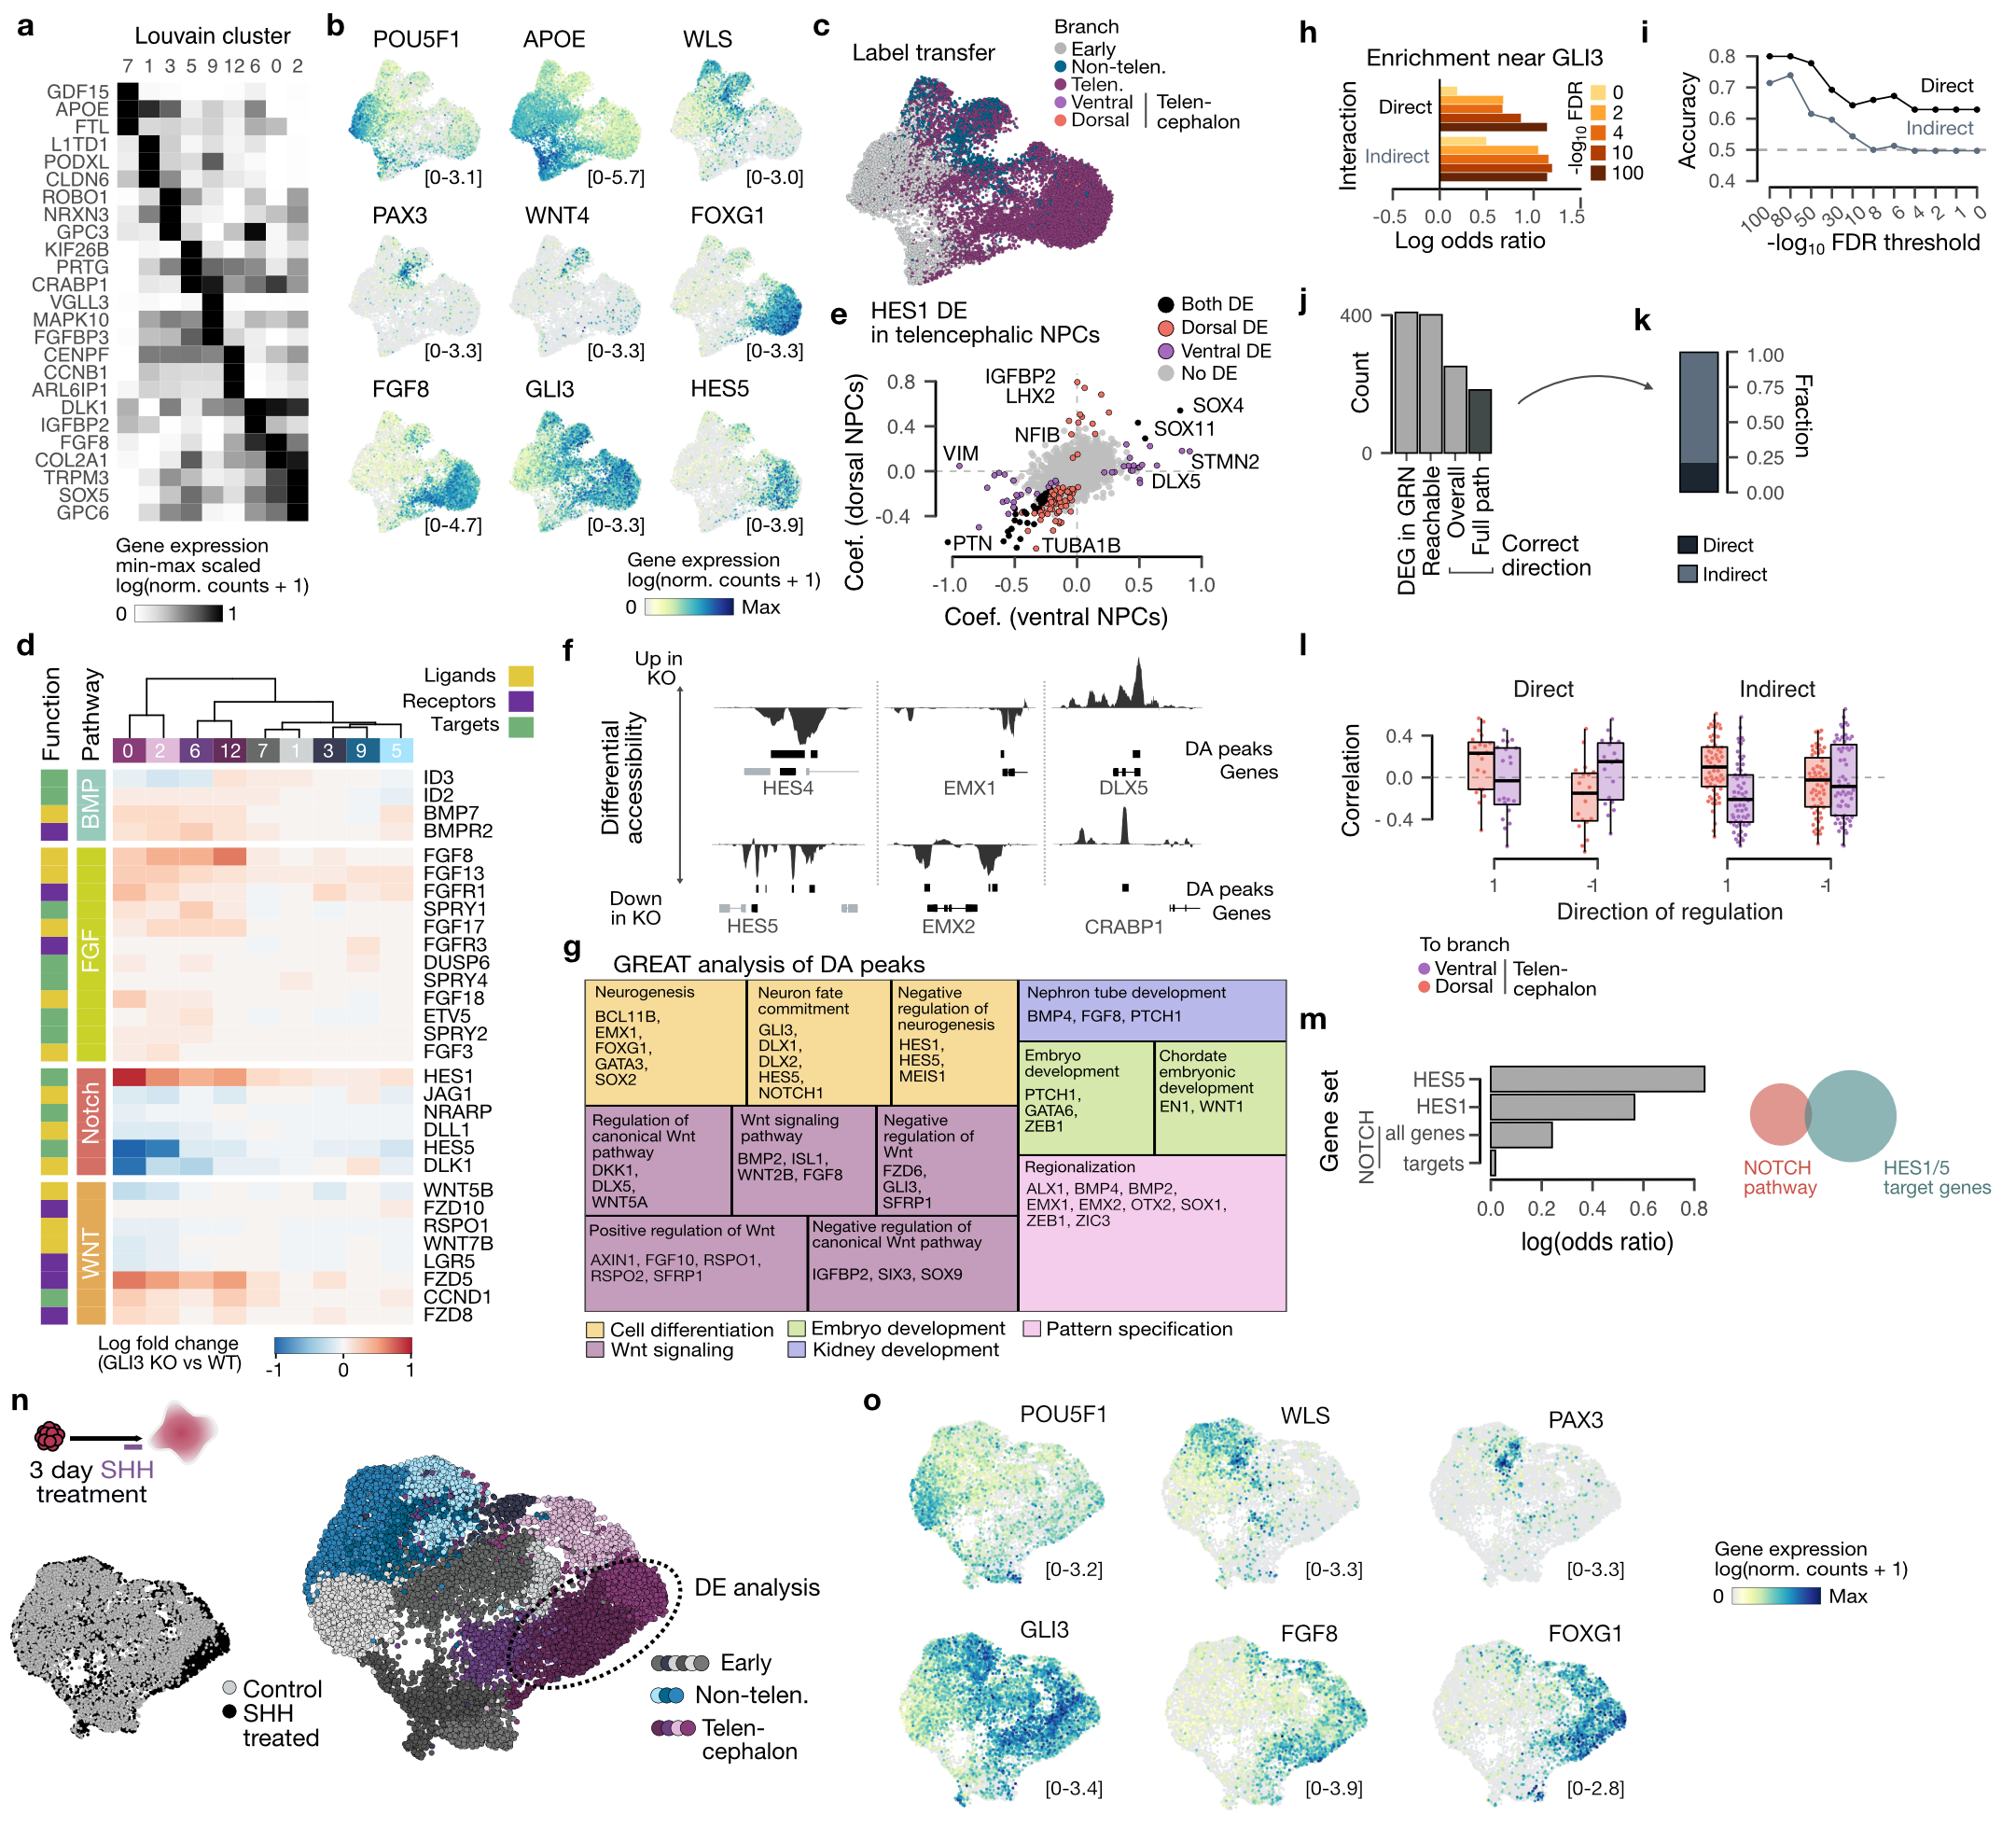 a
Louvain cluster
7 1 3 5 9 12 6 0 2
GDF15
APOE
FTL
L1TD1
PODXL
CLDN6
ROBO1
NRXN3
GPC3
KIF26B
PRTG
CRABP1
VGLL3
MAPK10
FGFBP3
CENPF
CCNB1
ARL6IP1
DLK1
IGFBP2
FGF8
COL2A1
TRPM3
SOX5
GPC6
Gene expression
min-max scaled
log(norm. counts + 1)
0 1
b
POU5F1 APOE WLS
[0-3.1] [0-5.7] [0-3.0]
PAX3 WNT4 FOXG1
[0-3.3] [0-3.3] [0-3.3]
FGF8 GLI3 HES5
[0-4.7] [0-3.3] [0-3.9]
Gene expression
log(norm. counts + 1)
0 Max
c
Label transfer
Branch
Early
Non-telen.
Telen.
Ventral
Dorsal
Telen-
cephalon
d
Function
Pathway
Ligands
Receptors
Targets
0 2 6 12 7 1 3 9 5
BMP
ID3
ID2
BMP7
BMPR2
FGF
FGF8
FGF13
FGFR1
SPRY1
FGF17
FGFR3
DUSP6
SPRY4
FGF18
ETV5
SPRY2
FGF3
Notch
HES1
JAG1
NRARP
DLL1
HES5
DLK1
WNT
WNT5B
FZD10
RSPO1
WNT7B
LGR5
FZD5
CCND1
FZD8
Log fold change
(GLI3 KO vs WT)
-1 0 1
e
HES1 DE
in telencephalic NPCs
Both DE
Dorsal DE
Ventral DE
No DE
Coef. (dorsal NPCs)
0.8
0.4
0.0
-0.4
IGFBP2
LHX2
SOX4
NFIB
SOX11
VIM
STMN2
DLX5
PTN
TUBA1B
-1.0 -0.5 0.0 0.5 1.0
Coef. (ventral NPCs)
f
Up in
KO
Differential
accessibility
Down
in KO
DA peaks
Genes
HES4 EMX1 DLX5
DA peaks
Genes
HES5 EMX2 CRABP1
g
GREAT analysis of DA peaks
Neurogenesis
BCL11B,
EMX1,
FOXG1,
GATA3,
SOX2
Neuron fate
commitment
GLI3,
DLX1,
DLX2,
HES5,
NOTCH1
Negative
regulation of
neurogenesis
HES1,
HES5,
MEIS1
Nephron tube development
BMP4, FGF8, PTCH1
Embryo
development
PTCH1,
GATA6,
ZEB1
Chordate
embryonic
development
EN1, WNT1
Regulation of
canonical Wnt
pathway
DKK1,
DLX5,
WNT5A
Wnt signaling
pathway
BMP2, ISL1,
WNT2B, FGF8
Negative
regulation of
Wnt
FZD6,
GLI3,
SFRP1
Regionalization
ALX1, BMP4, BMP2,
EMX1, EMX2, OTX2, SOX1,
ZEB1, ZIC3
Positive regulation of Wnt
AXIN1, FGF10, RSPO1,
RSPO2, SFRP1
Negative regulation of
canonical Wnt pathway
IGFBP2, SIX3, SOX9
Cell differentiation
Embryo development
Pattern specification
Wnt signaling
Kidney development
h
Enrichment near GLI3
Interaction
Direct
Indirect
-log10 FDR
0
2
4
10
100
-0.5 0.0 0.5 1.0 1.5
Log odds ratio
i
Accuracy
0.8
0.7
0.6
0.5
0.4
Direct
Indirect
100 80 50 30 10 8 6 4 2 1 0
-log10 FDR threshold
j
Count
400
0
DEG in GRN
Reachable
Overall
Full path
Correct
direction
k
1.00
0.75
0.50
0.25
0.00
Fraction
Direct
Indirect
l
Direct Indirect
Correlation
0.4
0.0
- 0.4
1 -1 1 -1
Direction of regulation
To branch
Ventral
Dorsal
Telen-
cephalon
m
Gene set
HES5
HES1
NOTCH
all genes
targets
0.0 0.2 0.4 0.6 0.8
log(odds ratio)
NOTCH
pathway
HES1/5
target genes
n
3 day SHH
treatment
Control
SHH
treated
DE analysis
Early
Non-telen.
Telen-
cephalon
o
POU5F1 WLS PAX3
[0-3.2] [0-3.3] [0-3.3]
GLI3 FGF8 FOXG1
[0-3.4] [0-3.9] [0-2.8]
Gene expression
log(norm. counts + 1)
0 Max